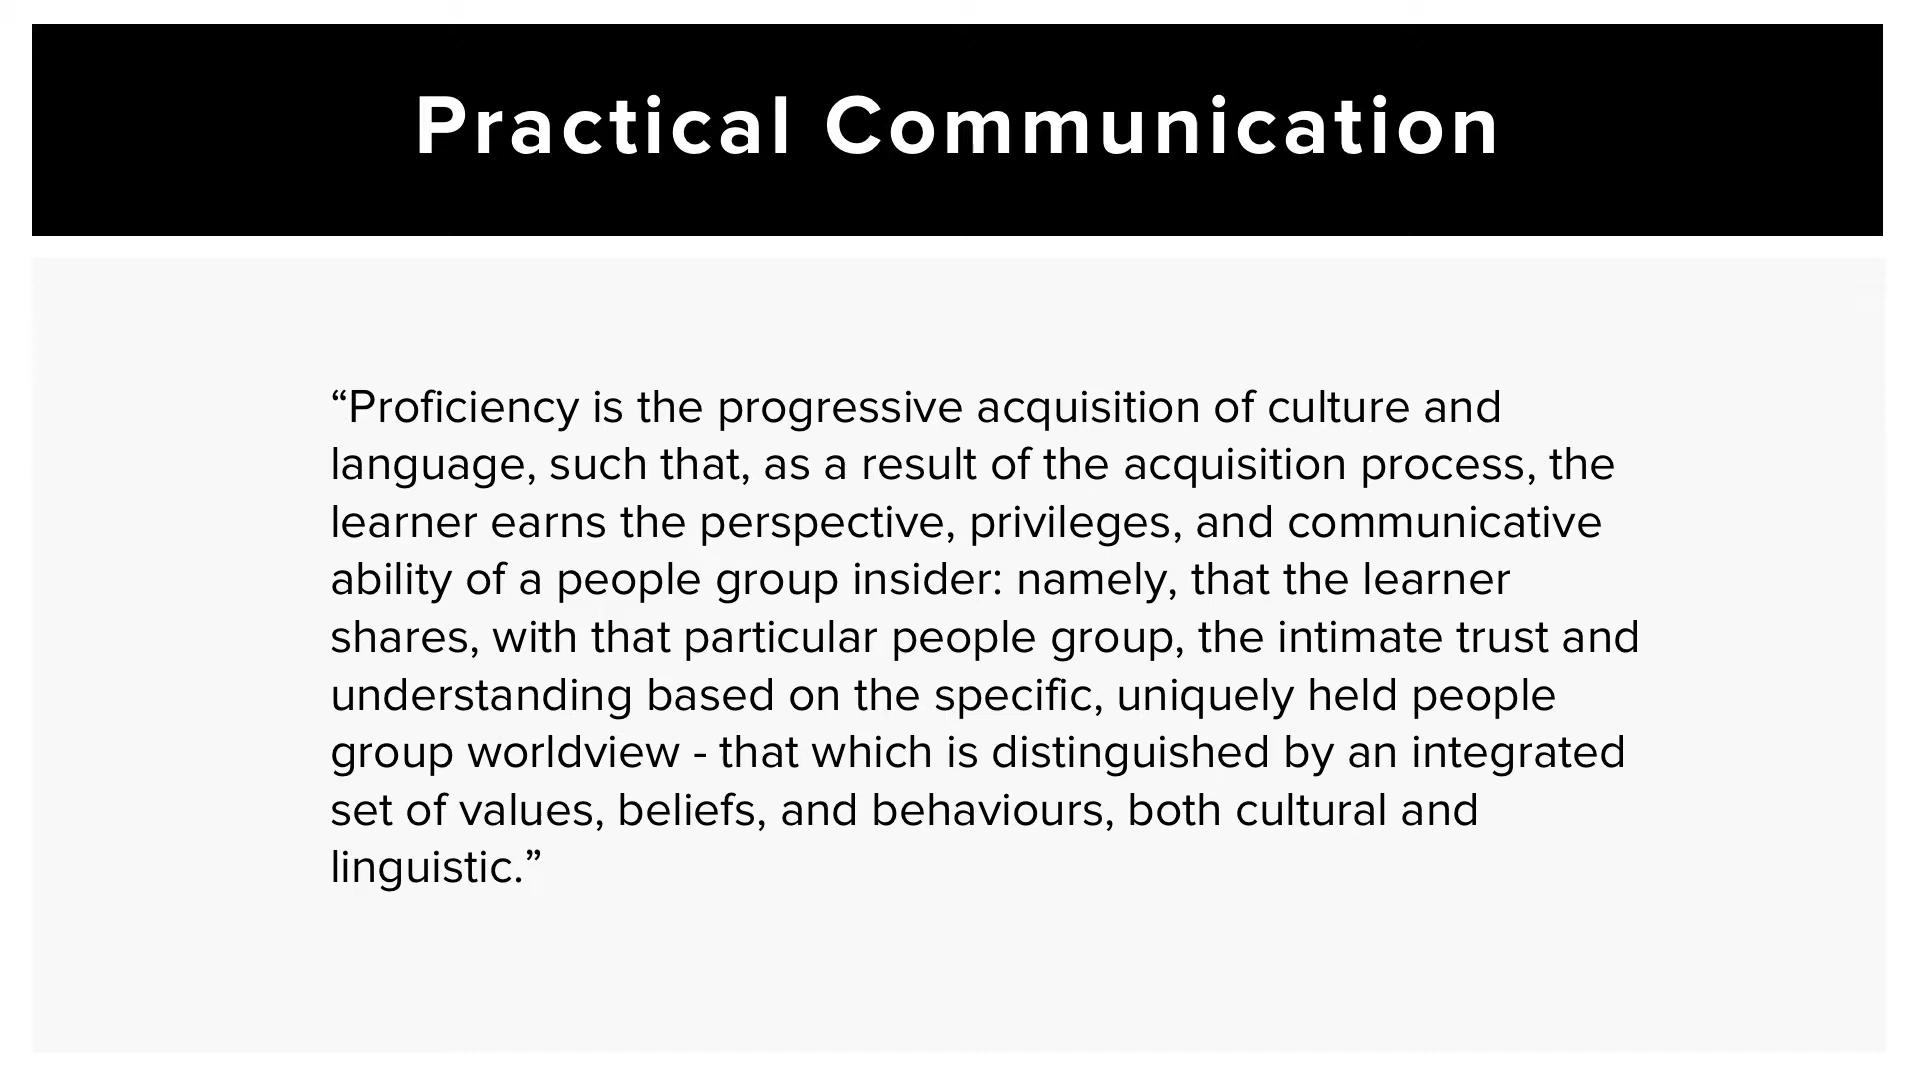 Practical Communication
“Proficiency is the progressive acquisition of culture and
language, such that, as a result of the acquisition process, the
learner earns the perspective, privileges, and communicative
ability of a people group insider: namely, that the learner
shares, with that particular people group, the intimate trust and
understanding based on the specific, uniquely held people
group worldview - that which is distinguished by an integrated
set of values, beliefs, and behaviours, both cultural and
linguistic.”